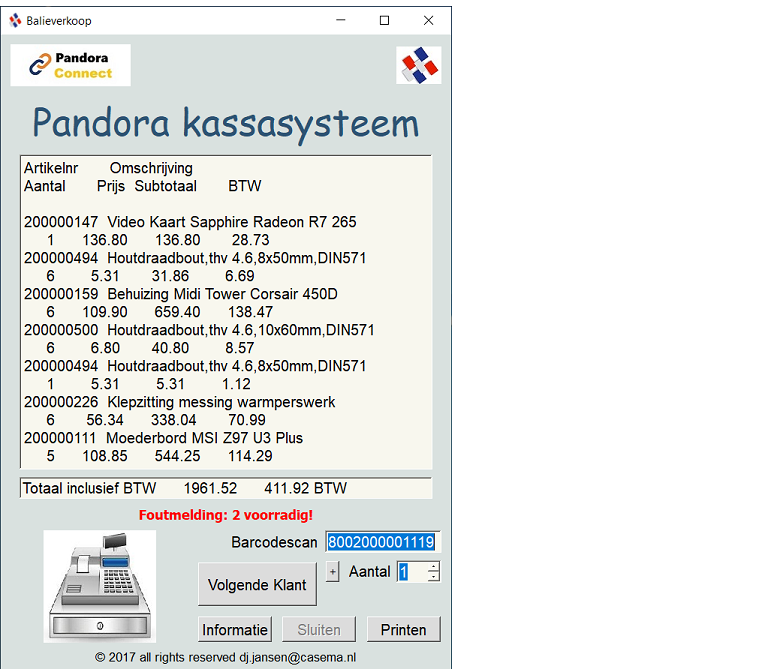 Balieverkoop
Pandora
Connect
Pandora kassasysteem
Artikelnr Omschrijving
Aantal Prijs Subtotaal BTW
200000147 Video Kaart Sapphire Radeon R7 265
1 136.80 136.80 28.73
200000494 Houtdraadbout,thv 4.6,8x50mm,DIN571
6 5.31 31.86 6.69
200000159 Behuizing Midi Tower Corsair 450D
6 109.90 659.40 138.47
200000500 Houtdraadbout,thv 4.6,10x60mm,DIN571
6 6.80 40.80 8.57
200000494 Houtdraadbout,thv 4.6,8x50mm,DIN571
1 5.31 5.31 1.12
200000226 Klepzitting messing warmperswerk
6 56.34 338.04 70.99
200000111 Moederbord MSI Z97 U3 Plus
5 108.85 544.25 114.29
Totaal inclusief BTW 1961.52 411.92 BTW
Foutmelding: 2 voorradig!
Barcodescan 8002000001119
Volgende Klant + Aantal 1
Informatie Sluiten Printen
© 2017 all rights reserved dj.jansen@casema.nl